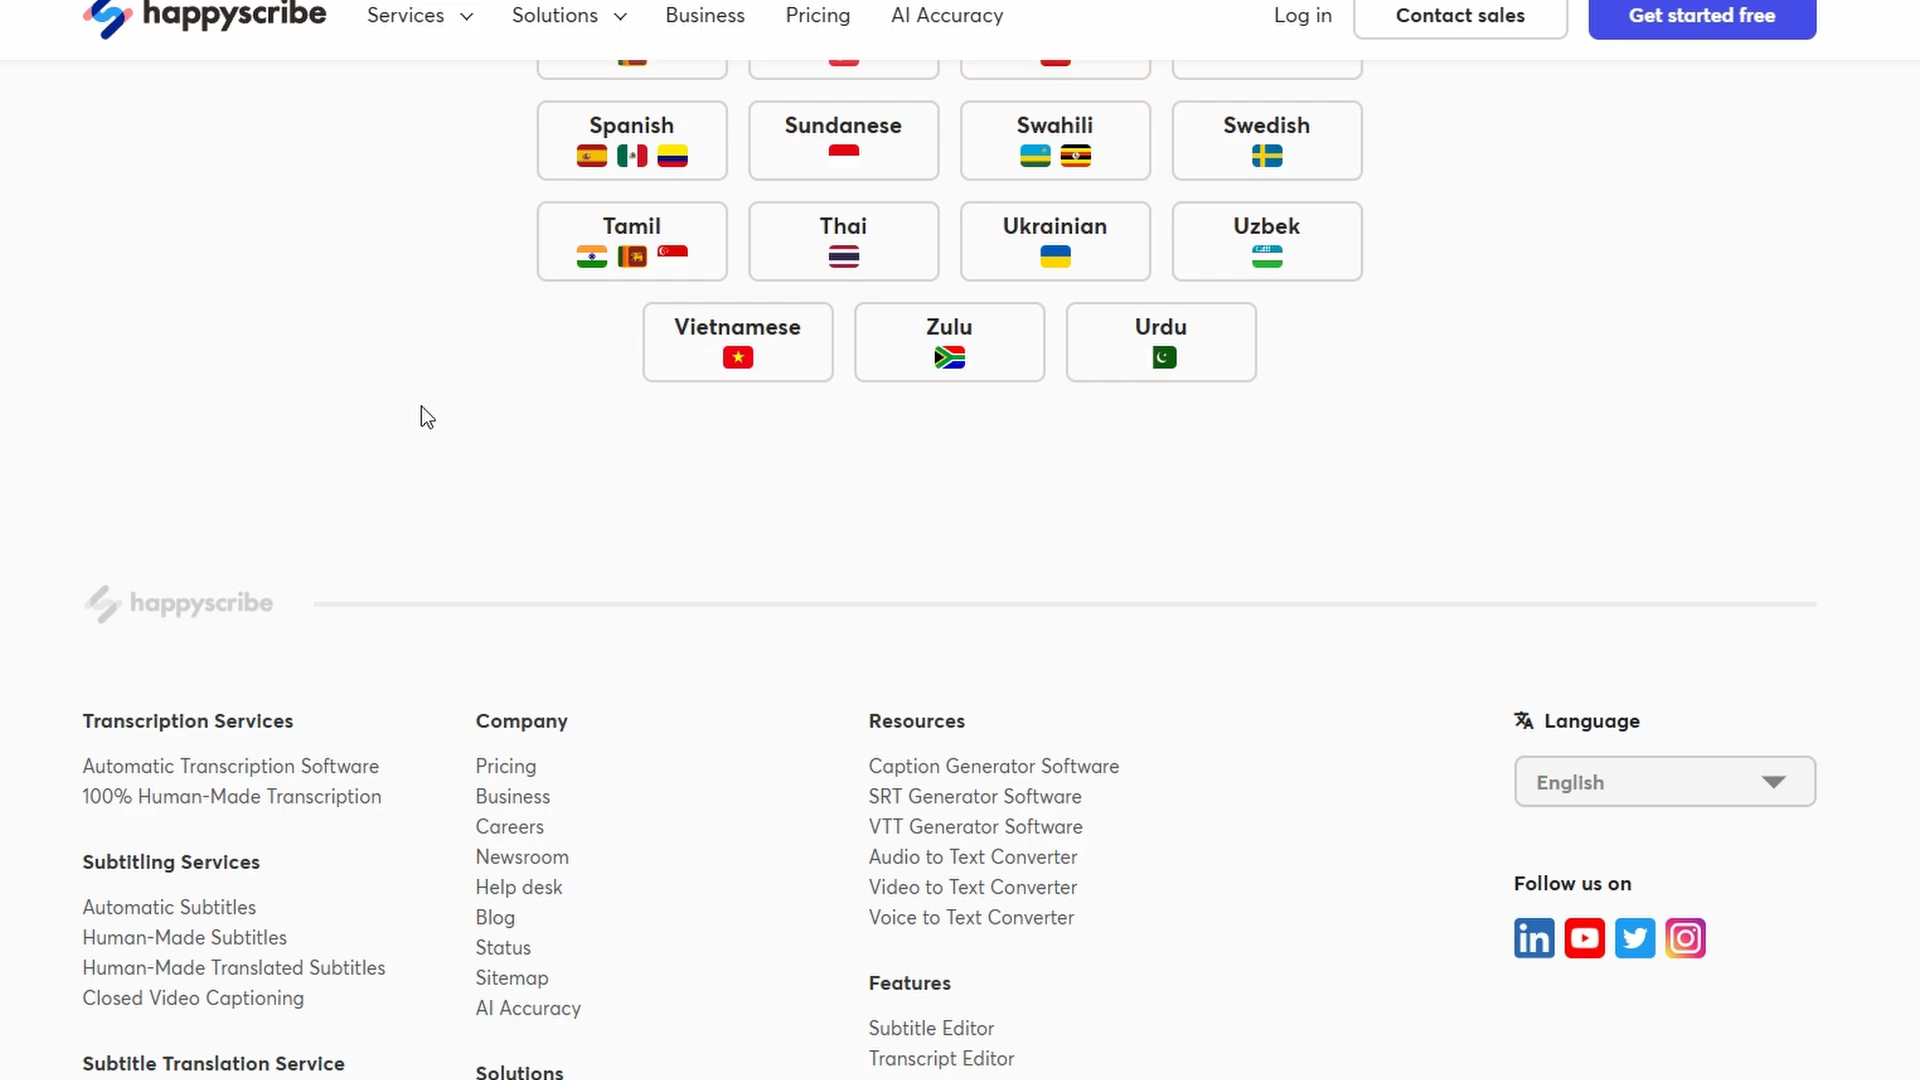 happyscribe Services Solutions Business Pricing AI Accuracy Log in Contact sales Get started free
Spanish Sundanese Swahili Swedish
Tamil Thai Ukrainian Uzbek
Vietnamese Zulu Urdu
happyscribe
Transcription Services
Automatic Transcription Software
100% Human-Made Transcription
Subtitling Services
Automatic Subtitles
Human-Made Subtitles
Human-Made Translated Subtitles
Closed Video Captioning
Subtitle Translation Service
Company
Pricing
Business
Careers
Newsroom
Help desk
Blog
Status
Sitemap
AI Accuracy
Solutions
Resources
Caption Generator Software
SRT Generator Software
VTT Generator Software
Audio to Text Converter
Video to Text Converter
Voice to Text Converter
Features
Subtitle Editor
Transcript Editor
Language
English
Follow us on
in